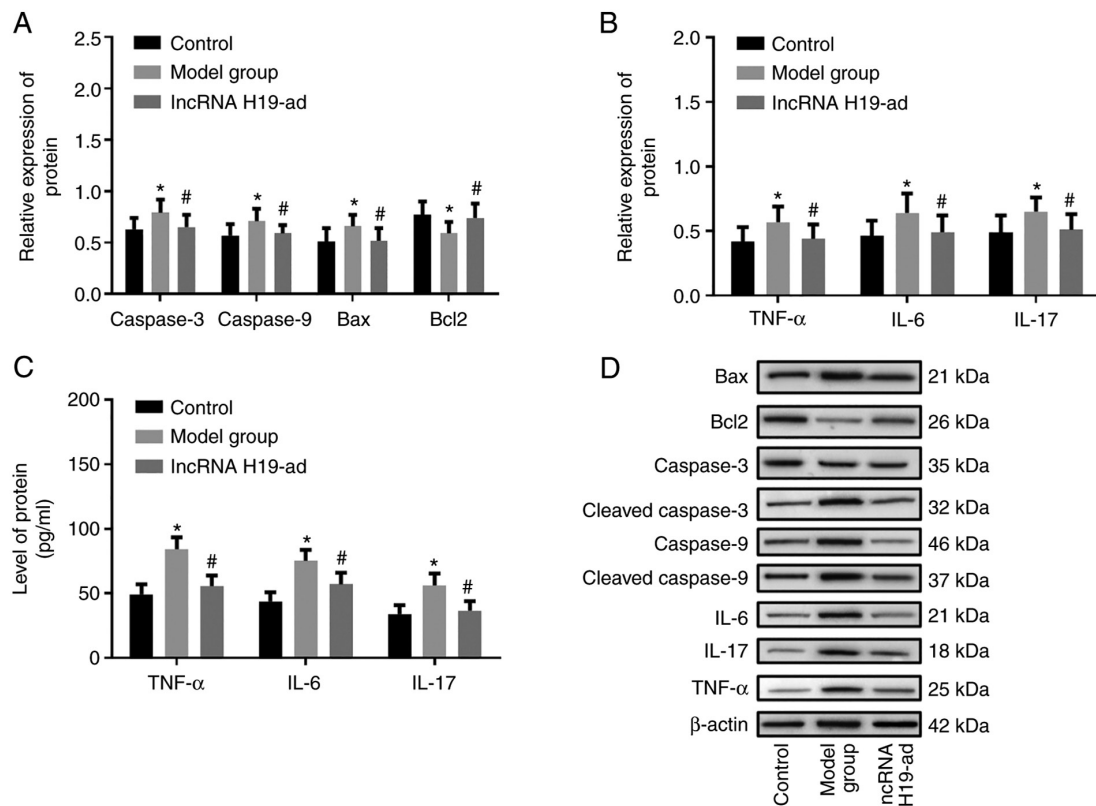 A
Relative expression of
protein
2.5
2.0
1.5
1.0
0.5
0.0
Control
Model group
lncRNA H19-ad
* # * # * # * #
Caspase-3 Caspase-9 Bax Bcl2
B
Relative expression of
protein
2.0
1.5
1.0
0.5
0.0
Control
Model group
lncRNA H19-ad
* # * # * #
TNF-α IL-6 IL-17
C
Level of protein
(pg/ml)
200
150
100
50
0
Control
Model group
lncRNA H19-ad
* # * # * #
TNF-α IL-6 IL-17
D
Bax 21 kDa
Bcl2 26 kDa
Caspase-3 35 kDa
Cleaved caspase-3 32 kDa
Caspase-9 46 kDa
Cleaved caspase-9 37 kDa
IL-6 21 kDa
IL-17 18 kDa
TNF-α 25 kDa
β-actin 42 kDa
Control
Model
group
ncRNA
H19-ad